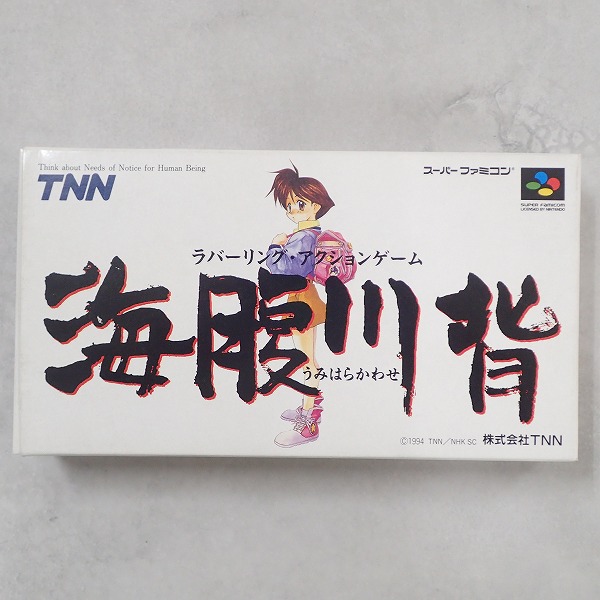 Think about Needs of Notice for Human Being
TNN
スーパーファミコン®
SUPER FAMICOM
LICENSED BY NINTENDO
ラバーリング・アクションゲーム
海腹川背
うみはらかわせ
©1994 TNN／NHK SC 株式会社TNN